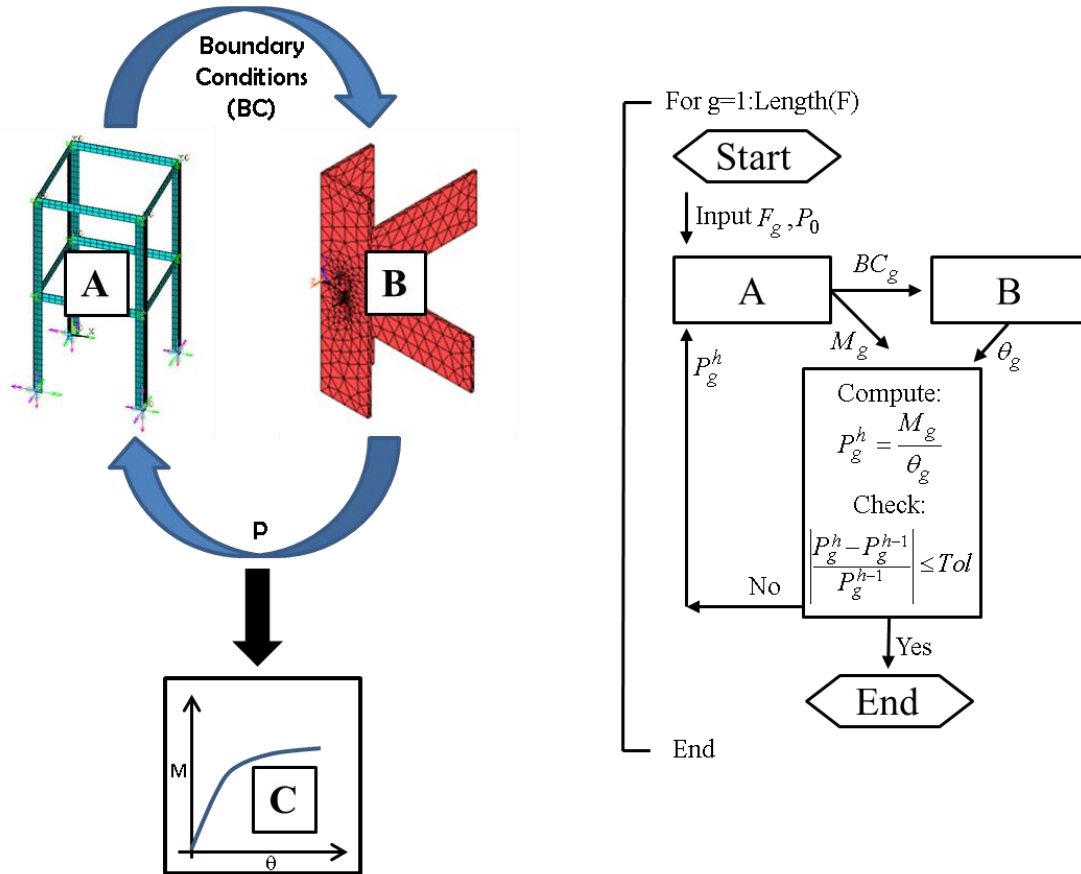 Boundary
Conditions
(BC)
A
B
P
M
C
θ
For g=1:Length(F)
Start
Input F_g , P_0
A
BC_g
B
M_g
θ_g
P_g^h
Compute:
P_g^h = M_g / θ_g
Check:
|(P_g^h − P_g^{h−1}) / P_g^{h−1}| ≤ Tol
No
Yes
End
End